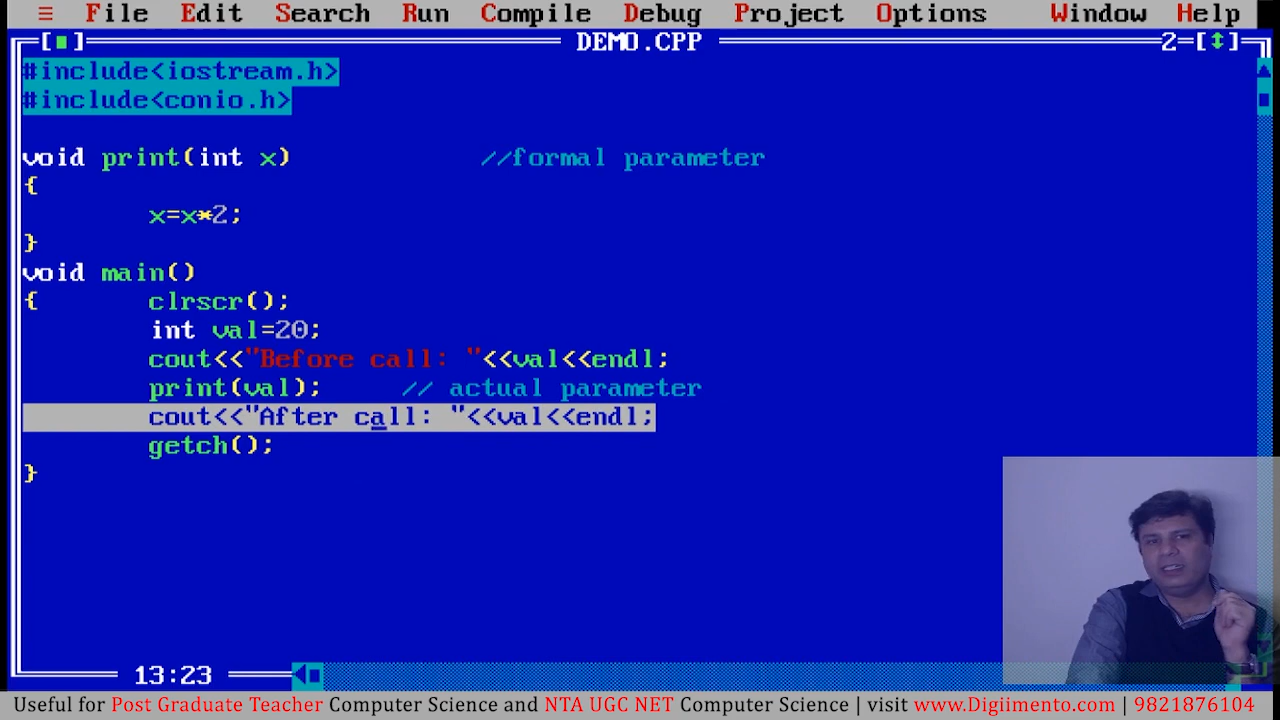 ≡ File Edit Search Run Compile Debug Project Options Window Help
[■] DEMO.CPP 2=[↕]
#include<iostream.h>
#include<conio.h>
void print(int x) //formal parameter
{
x=x*2;
}
void main()
{ clrscr();
int val=20;
cout<<"Before call: "<<val<<endl;
print(val); // actual parameter
cout<<"After call: "<<val<<endl;
getch();
}
13:23
Useful for Post Graduate Teacher Computer Science and NTA UGC NET Computer Science | visit www.Digiimento.com | 9821876104